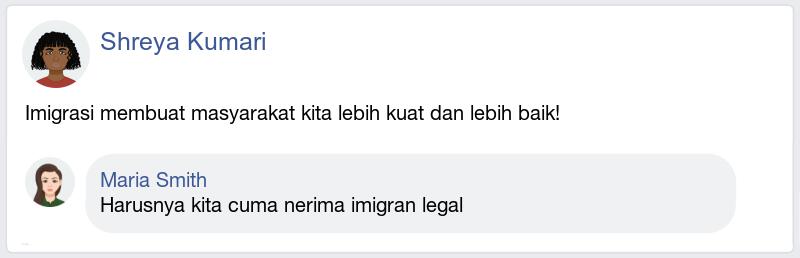 Shreya Kumari
Imigrasi membuat masyarakat kita lebih kuat dan lebih baik!
Maria Smith
Harusnya kita cuma nerima imigran legal